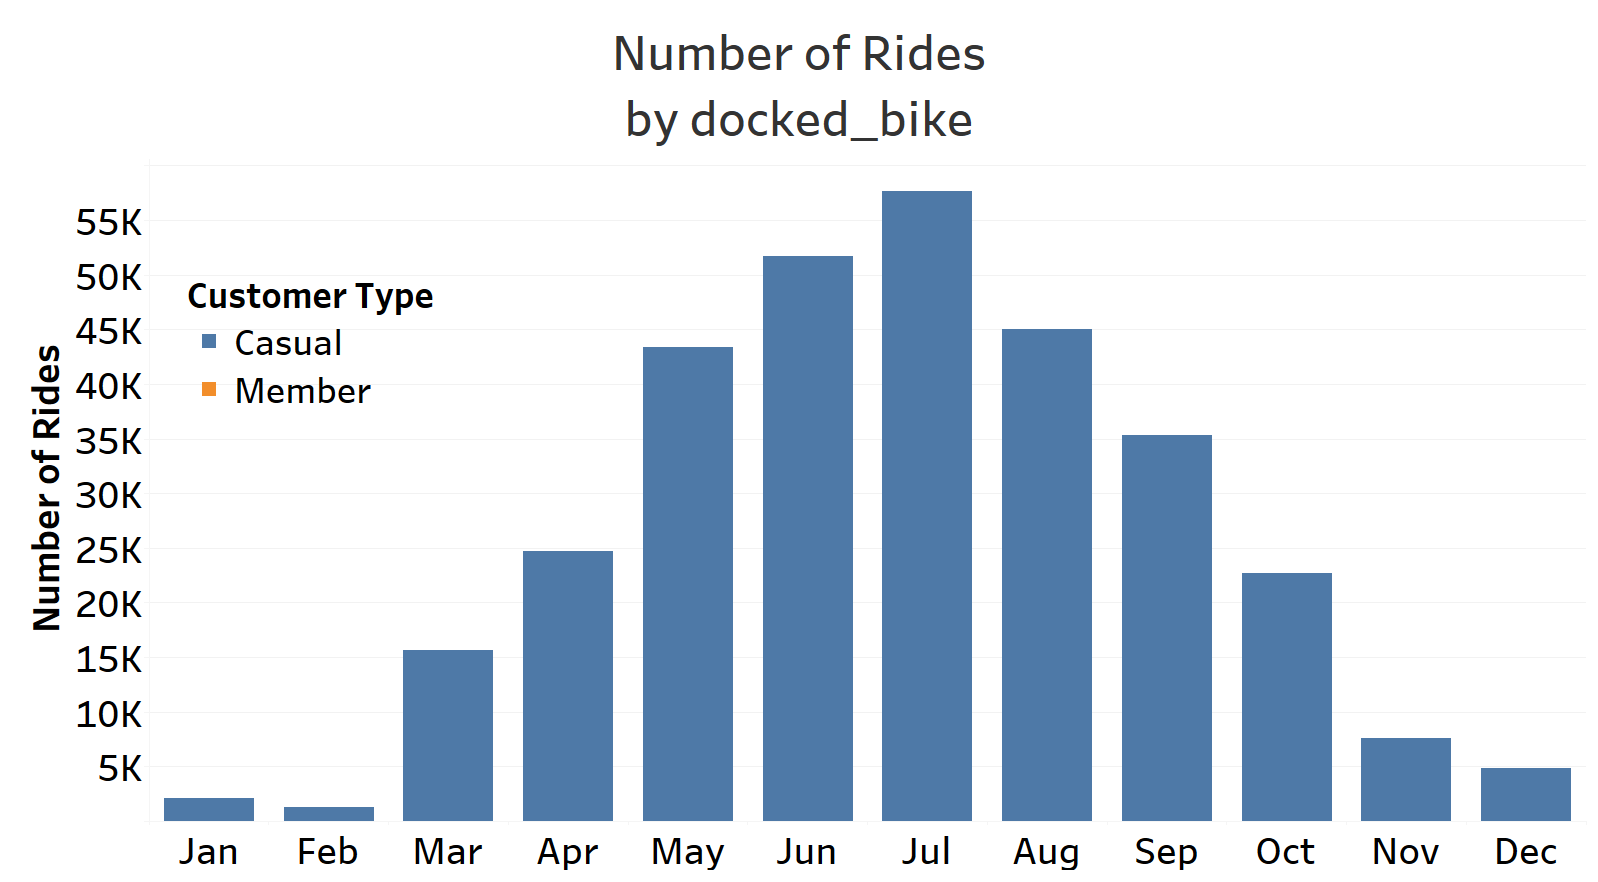 Number of Rides
by docked_bike
Number of Rides
55K
50K
45K
40K
35K
30K
25K
20K
15K
10K
5K
Customer Type
Casual
Member
Jan Feb Mar Apr May Jun Jul Aug Sep Oct Nov Dec